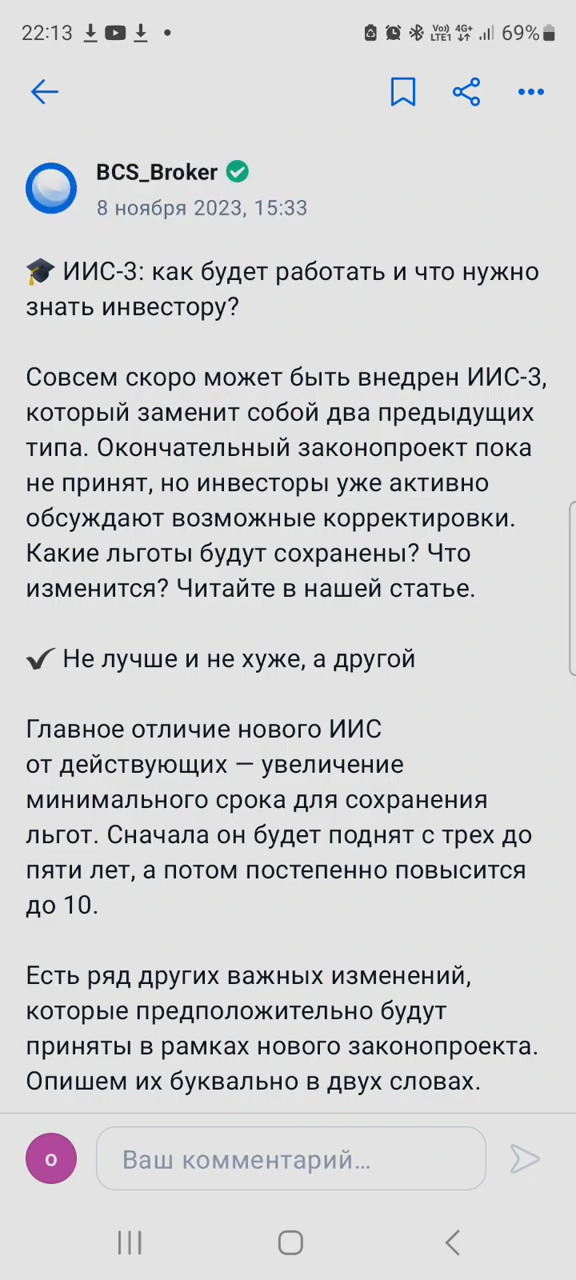 22:13
Vo)) LTE1 4G+ 69%
BCS_Broker
8 ноября 2023, 15:33
ИИС-3: как будет работать и что нужно
знать инвестору?
Совсем скоро может быть внедрен ИИС-3,
который заменит собой два предыдущих
типа. Окончательный законопроект пока
не принят, но инвесторы уже активно
обсуждают возможные корректировки.
Какие льготы будут сохранены? Что
изменится? Читайте в нашей статье.
Не лучше и не хуже, а другой
Главное отличие нового ИИС
от действующих — увеличение
минимального срока для сохранения
льгот. Сначала он будет поднят с трех до
пяти лет, а потом постепенно повысится
до 10.
Есть ряд других важных изменений,
которые предположительно будут
приняты в рамках нового законопроекта.
Опишем их буквально в двух словах.
о
Ваш комментарий...